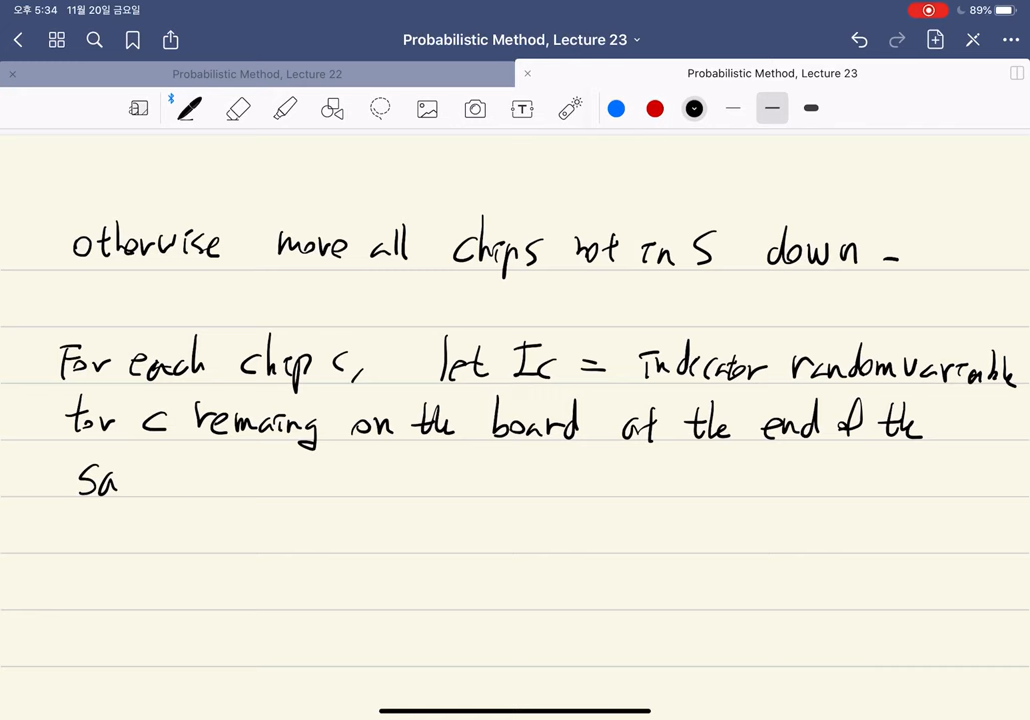 오후 5:34 11월 20일 금요일
89%
Probabilistic Method, Lecture 23
Probabilistic Method, Lecture 22
Probabilistic Method, Lecture 23
otherwise move all chips not in S down -
For each chip c, let Ic = indicator random variable
for c remaing on the board at the end of the
Sa